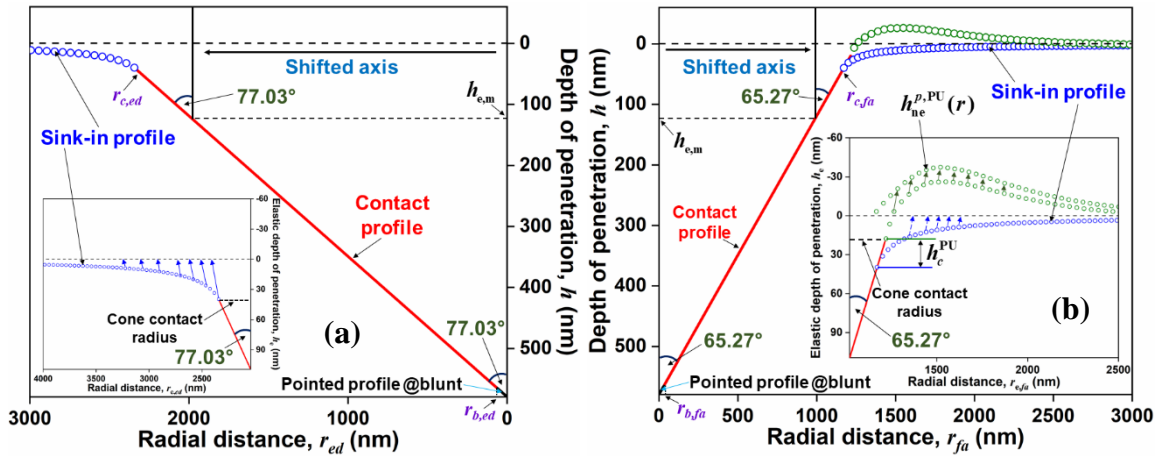 (a)
0
100
200
300
400
500
Depth of penetration, h (nm)
Shifted axis
r_c,ed
77.03°
h_e,m
Sink-in profile
Contact
profile
-60
-30
0
30
60
90
Elastic depth of penetration, h_e (nm)
Cone contact
radius
77.03°
4000 3500 3000 2500
Radial distance, r_c,ed (nm)
(a)
77.03°
Pointed profile @blunt
r_b,ed
3000 2000 1000 0
Radial distance, r_ed (nm)
(b)
0
100
200
300
400
500
Depth of penetration, h (nm)
Shifted axis
65.27°
r_c,fa
Sink-in profile
h_e,m
h_ne^p,PU(r)
Contact
profile
-60
-30
0
30
60
90
Elastic depth of penetration, h_e (nm)
h_c^PU
Cone contact
radius
65.27°
(b)
1500 2000 2500
Radial distance, r_e,fa (nm)
65.27°
Pointed profile @blunt
r_b,fa
0 500 1000 1500 2000 2500 3000
Radial distance, r_fa (nm)